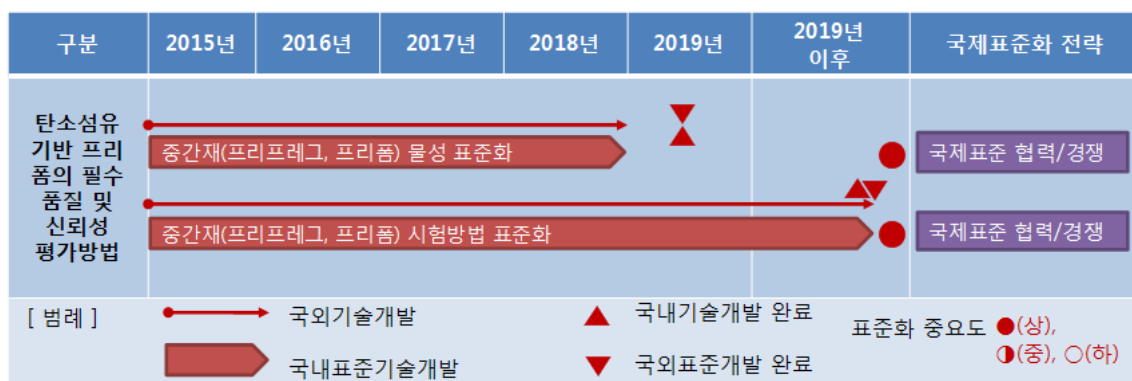 구분
2015년
2016년
2017년
2018년
2019년
2019년
이후
국제표준화 전략
탄소섬유
기반 프리
폼의 필수
품질 및
신뢰성
평가방법
중간재(프리프레그, 프리폼) 물성 표준화
국제표준 협력/경쟁
중간재(프리프레그, 프리폼) 시험방법 표준화
국제표준 협력/경쟁
[ 범례 ]
국외기술개발
국내기술개발 완료
국내표준기술개발
국외표준개발 완료
표준화 중요도 ●(상),
◑(중), ○(하)